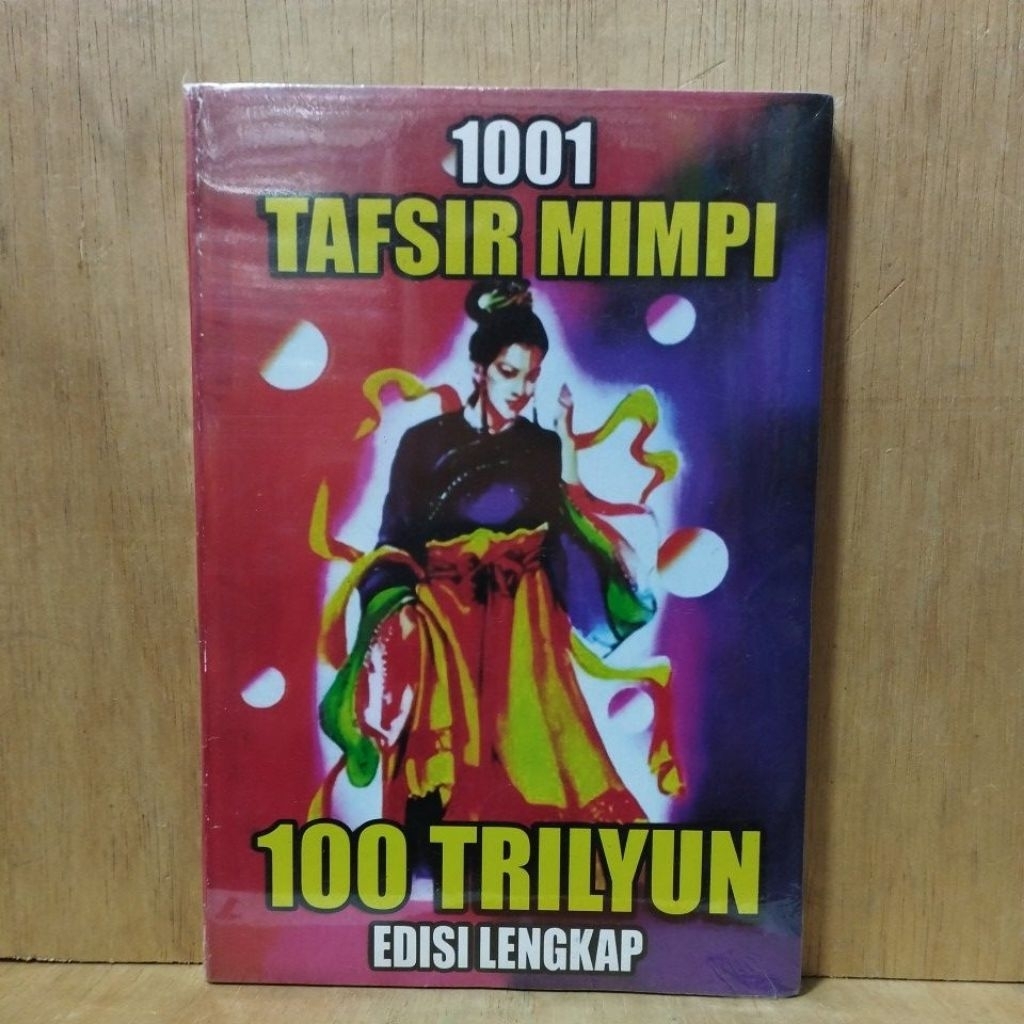 1001
TAFSIR MIMPI
100 TRILYUN
EDISI LENGKAP